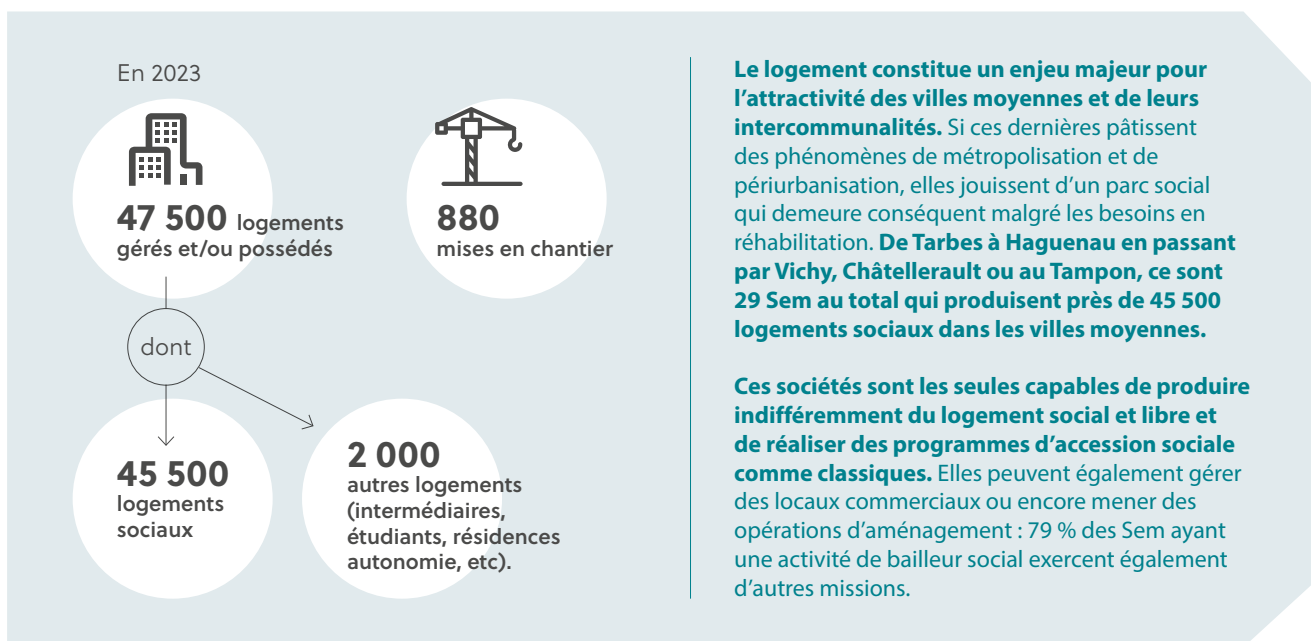 En 2023
47 500 logements
gérés et/ou possédés
880
mises en chantier
dont
45 500
logements
sociaux
2 000
autres logements
(intermédiaires,
étudiants, résidences
autonomie, etc).
Le logement constitue un enjeu majeur pour
l’attractivité des villes moyennes et de leurs
intercommunalités. Si ces dernières pâtissent
des phénomènes de métropolisation et de
périurbanisation, elles jouissent d’un parc social
qui demeure conséquent malgré les besoins en
réhabilitation. De Tarbes à Haguenau en passant
par Vichy, Châtellerault ou au Tampon, ce sont
29 Sem au total qui produisent près de 45 500
logements sociaux dans les villes moyennes.
Ces sociétés sont les seules capables de produire
indifféremment du logement social et libre et
de réaliser des programmes d’accession sociale
comme classiques. Elles peuvent également gérer
des locaux commerciaux ou encore mener des
opérations d’aménagement : 79 % des Sem ayant
une activité de bailleur social exercent également
d’autres missions.